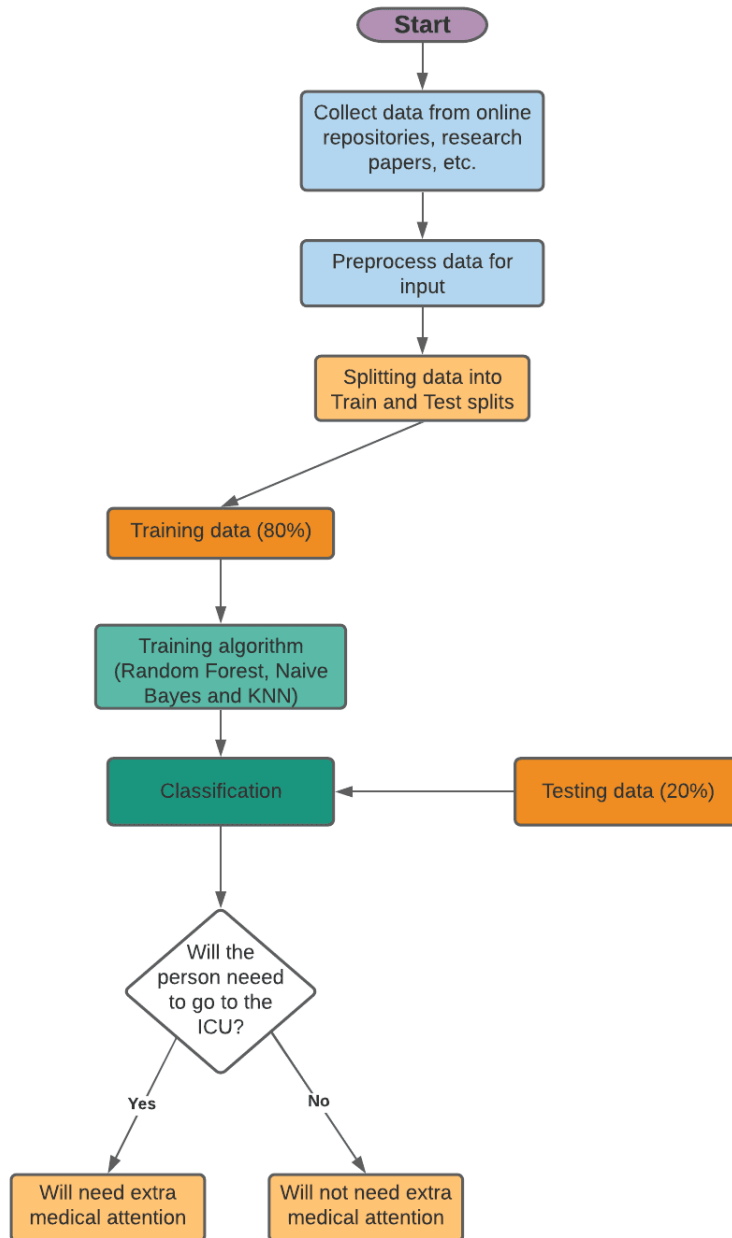 Start
Collect data from online
repositories, research
papers, etc.
Preprocess data for
input
Splitting data into
Train and Test splits
Training data (80%)
Training algorithm
(Random Forest, Naive
Bayes and KNN)
Classification
Testing data (20%)
Will the
person neeed
to go to the
ICU?
Yes
No
Will need extra
medical attention
Will not need extra
medical attention